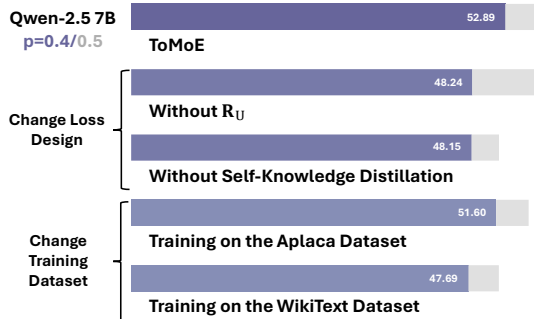 Qwen-2.5 7B
p=0.4/0.5
52.89
ToMoE
Change Loss
Design
48.24
Without R_U
48.15
Without Self-Knowledge Distillation
Change
Training
Dataset
51.60
Training on the Aplaca Dataset
47.69
Training on the WikiText Dataset